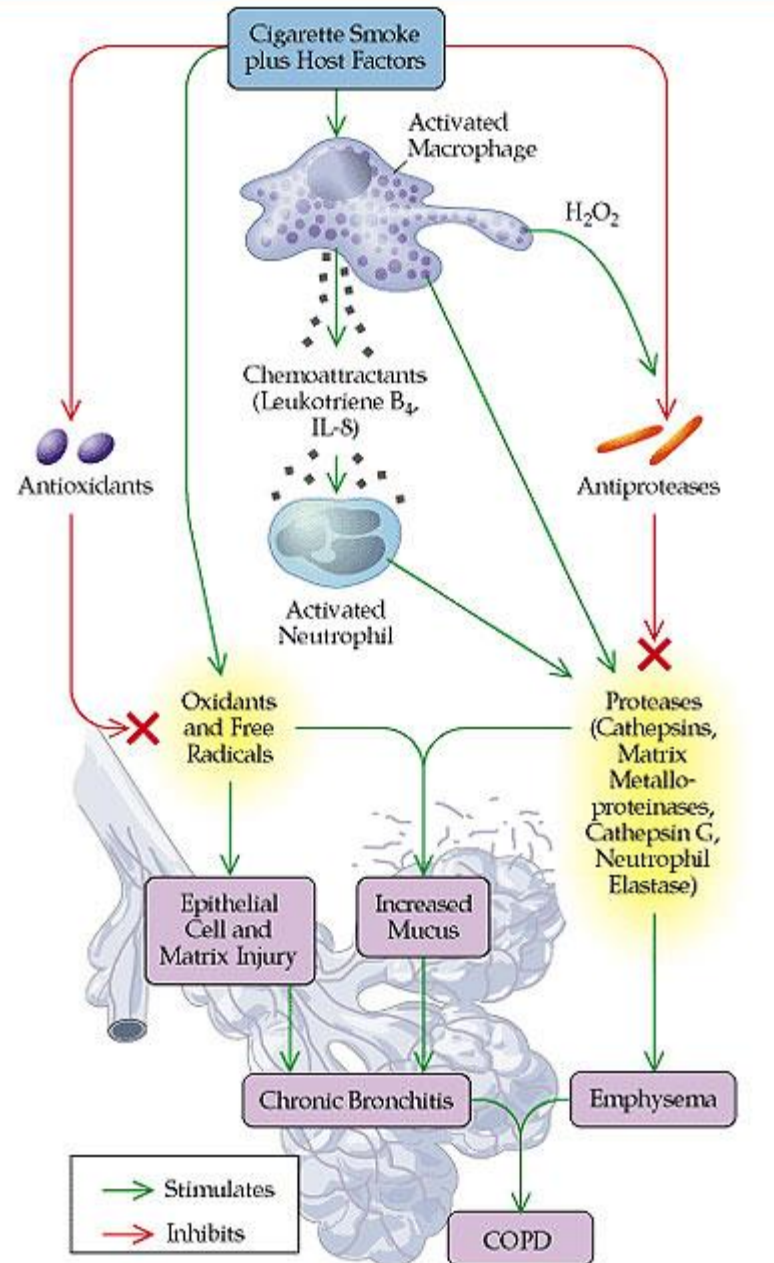 Cigarette Smoke
plus Host Factors
Activated
Macrophage
H₂O₂
Chemoattractants
(Leukotriene B₄,
IL-8)
Antioxidants
Antiproteases
Activated
Neutrophil
Oxidants
and Free
Radicals
Proteases
(Cathepsins,
Matrix
Metallo-
proteinases,
Cathepsin G,
Neutrophil
Elastase)
Epithelial
Cell and
Matrix Injury
Increased
Mucus
Chronic Bronchitis
Emphysema
Stimulates
Inhibits
COPD